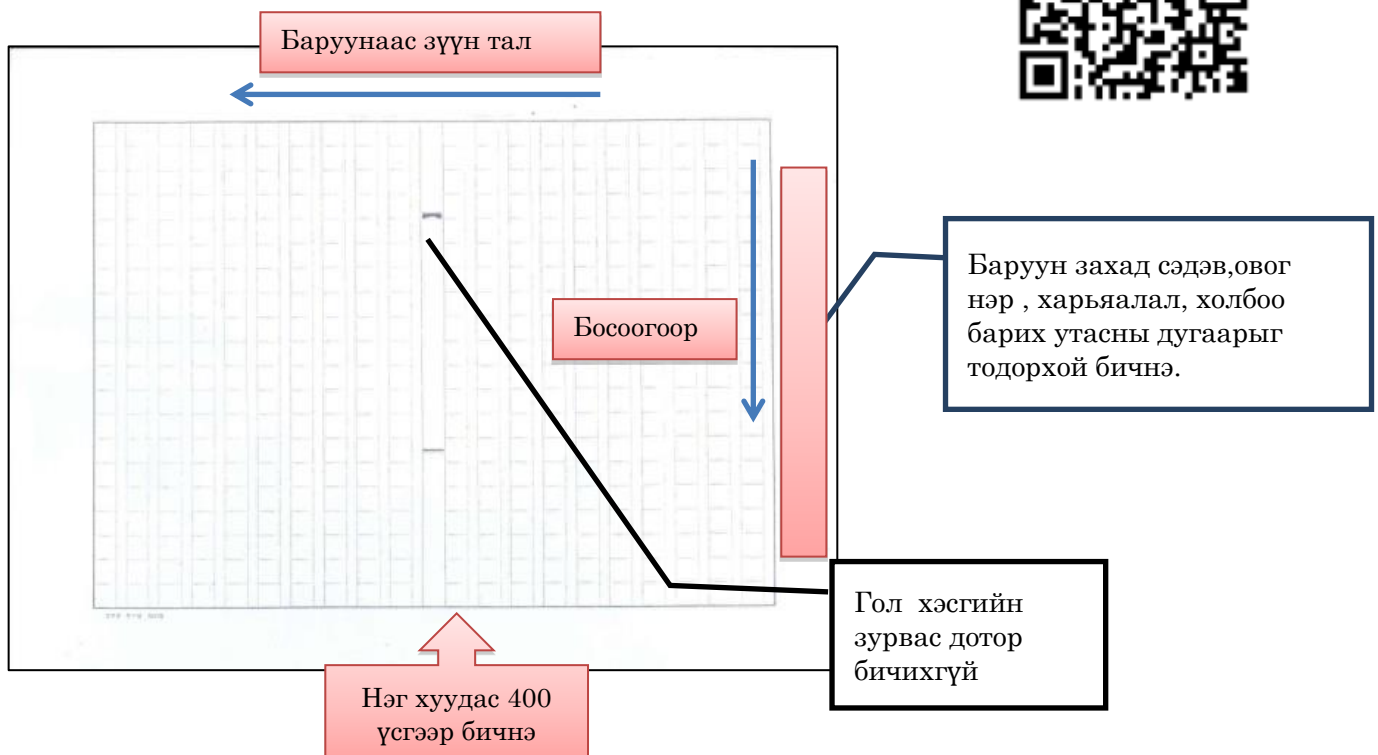 Баруунаас зүүн тал
Босоогоор
Баруун захад сэдэв,овог
нэр , харьяалал, холбоо
барих утасны дугаарыг
тодорхой бичнэ.
Гол хэсгийн
зурвас дотор
бичихгүй
Нэг хуудас 400
үсгээр бичнэ